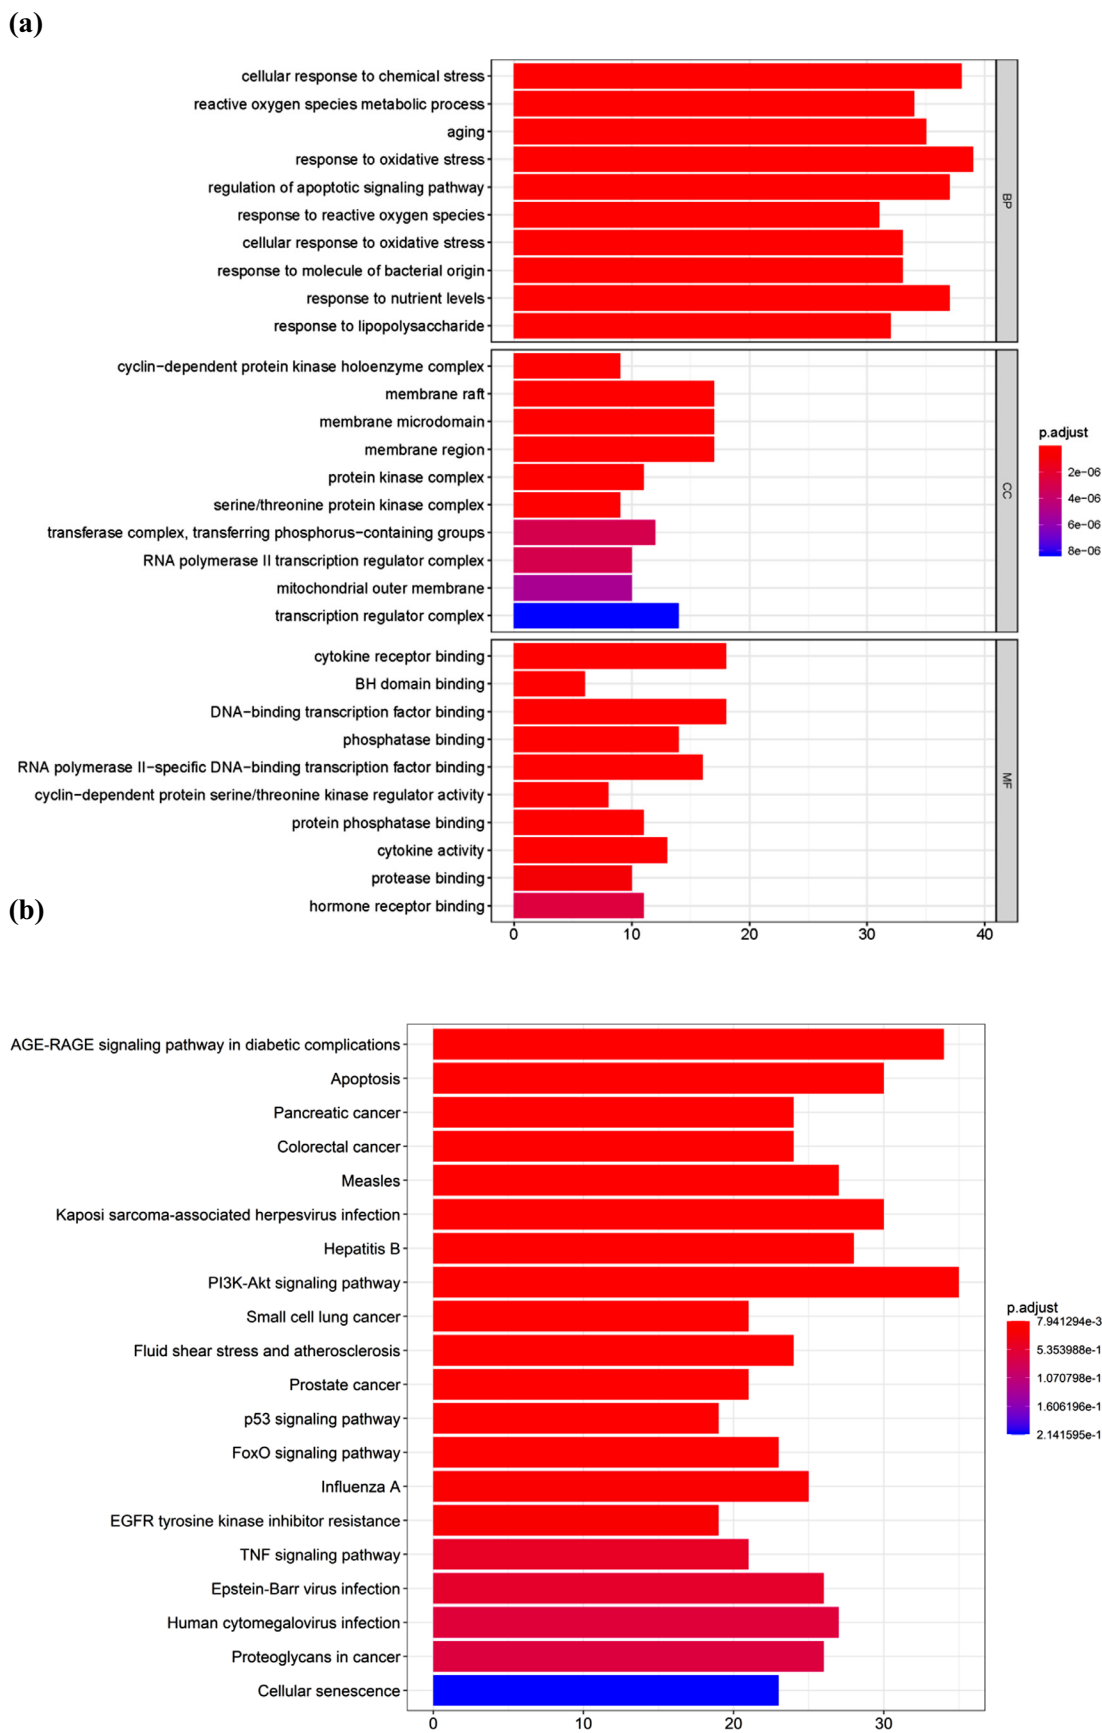 (a)
cellular response to chemical stress
reactive oxygen species metabolic process
aging
response to oxidative stress
regulation of apoptotic signaling pathway
response to reactive oxygen species
cellular response to oxidative stress
response to molecule of bacterial origin
response to nutrient levels
response to lipopolysaccharide
BP
cyclin−dependent protein kinase holoenzyme complex
membrane raft
membrane microdomain
membrane region
protein kinase complex
serine/threonine protein kinase complex
transferase complex, transferring phosphorus−containing groups
RNA polymerase II transcription regulator complex
mitochondrial outer membrane
transcription regulator complex
CC
cytokine receptor binding
BH domain binding
DNA−binding transcription factor binding
phosphatase binding
RNA polymerase II−specific DNA−binding transcription factor binding
cyclin−dependent protein serine/threonine kinase regulator activity
protein phosphatase binding
cytokine activity
protease binding
hormone receptor binding
MF
0 10 20 30 40
p.adjust
2e−06
4e−06
6e−06
8e−06
(b)
AGE-RAGE signaling pathway in diabetic complications
Apoptosis
Pancreatic cancer
Colorectal cancer
Measles
Kaposi sarcoma-associated herpesvirus infection
Hepatitis B
PI3K-Akt signaling pathway
Small cell lung cancer
Fluid shear stress and atherosclerosis
Prostate cancer
p53 signaling pathway
FoxO signaling pathway
Influenza A
EGFR tyrosine kinase inhibitor resistance
TNF signaling pathway
Epstein-Barr virus infection
Human cytomegalovirus infection
Proteoglycans in cancer
Cellular senescence
0 10 20 30
p.adjust
7.941294e-3
5.353988e-1
1.070798e-1
1.606196e-1
2.141595e-1